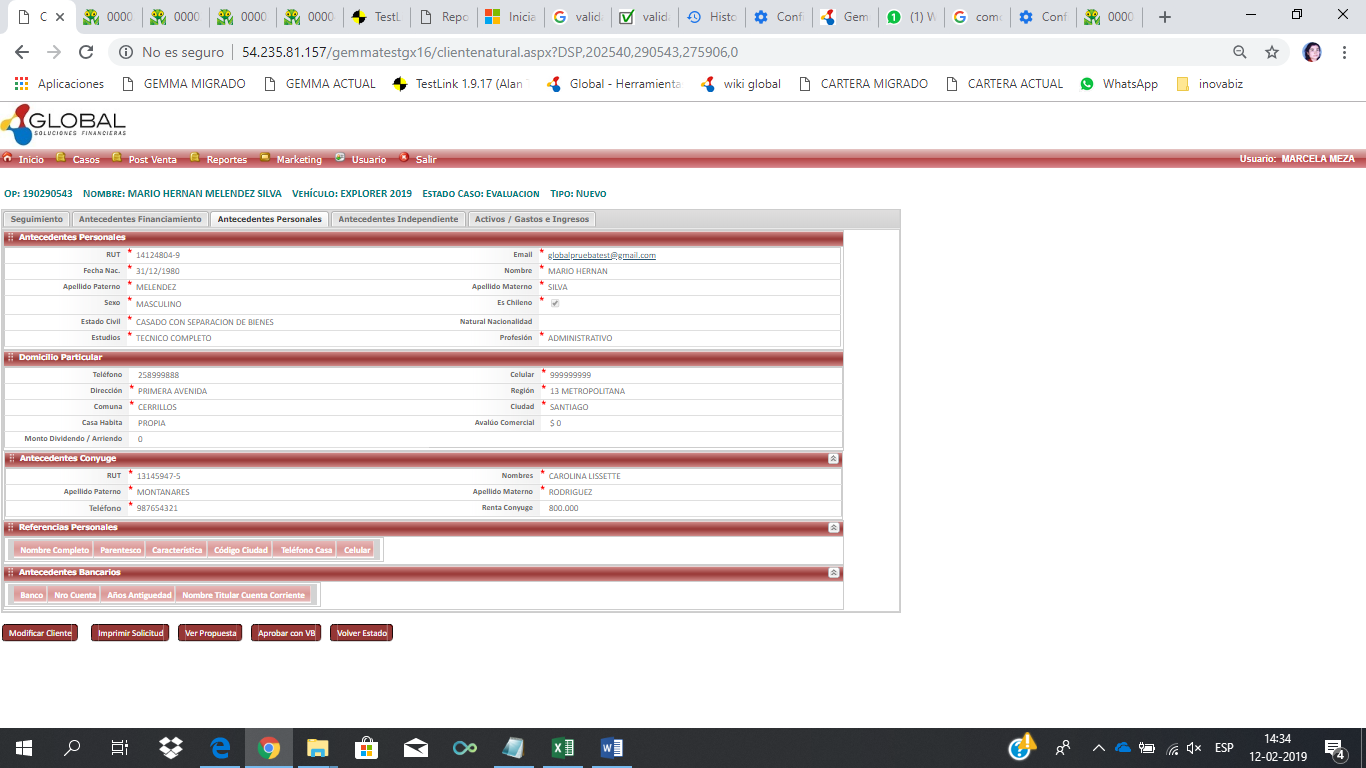 C 0000 0000 0000 0000 TestL Repo Inicia valida valida Histo Confi Gem (1) W como Conf 0000
No es seguro 54.235.81.157/gemmatestgx16/clientenatural.aspx?DSP,202540,290543,275906,0
Aplicaciones GEMMA MIGRADO GEMMA ACTUAL TestLink 1.9.17 (Alan Global - Herramienta wiki global CARTERA MIGRADO CARTERA ACTUAL WhatsApp inovabiz
GLOBAL
SOLUCIONES FINANCIERAS
Inicio Casos Post Venta Reportes Marketing Usuario Salir Usuario: MARCELA MEZA
Op: 190290543 Nombre: MARIO HERNAN MELENDEZ SILVA Vehículo: EXPLORER 2019 Estado Caso: Evaluacion Tipo: Nuevo
Seguimiento Antecedentes Financiamiento Antecedentes Personales Antecedentes Independiente Activos / Gastos e Ingresos
Antecedentes Personales
RUT * 14124804-9 Email * globalpruebatest@gmail.com
Fecha Nac. * 31/12/1980 Nombre * MARIO HERNAN
Apellido Paterno * MELENDEZ Apellido Materno * SILVA
Sexo * MASCULINO Es Chileno *
Estado Civil * CASADO CON SEPARACION DE BIENES Natural Nacionalidad
Estudios * TECNICO COMPLETO Profesión * ADMINISTRATIVO
Domicilio Particular
Teléfono 258999888 Celular * 999999999
Dirección * PRIMERA AVENIDA Región * 13 METROPOLITANA
Comuna * CERRILLOS Ciudad * SANTIAGO
Casa Habita PROPIA Avalúo Comercial $ 0
Monto Dividendo / Arriendo 0
Antecedentes Conyuge
RUT * 13145947-5 Nombres * CAROLINA LISSETTE
Apellido Paterno * MONTANARES Apellido Materno * RODRIGUEZ
Teléfono * 987654321 Renta Conyuge 800.000
Referencias Personales
Nombre Completo Parentesco Característica Código Ciudad Teléfono Casa Celular
Antecedentes Bancarios
Banco Nro Cuenta Años Antiguedad Nombre Titular Cuenta Corriente
Modificar Cliente Imprimir Solicitud Ver Propuesta Aprobar con VB Volver Estado
ESP 14:34
12-02-2019 4